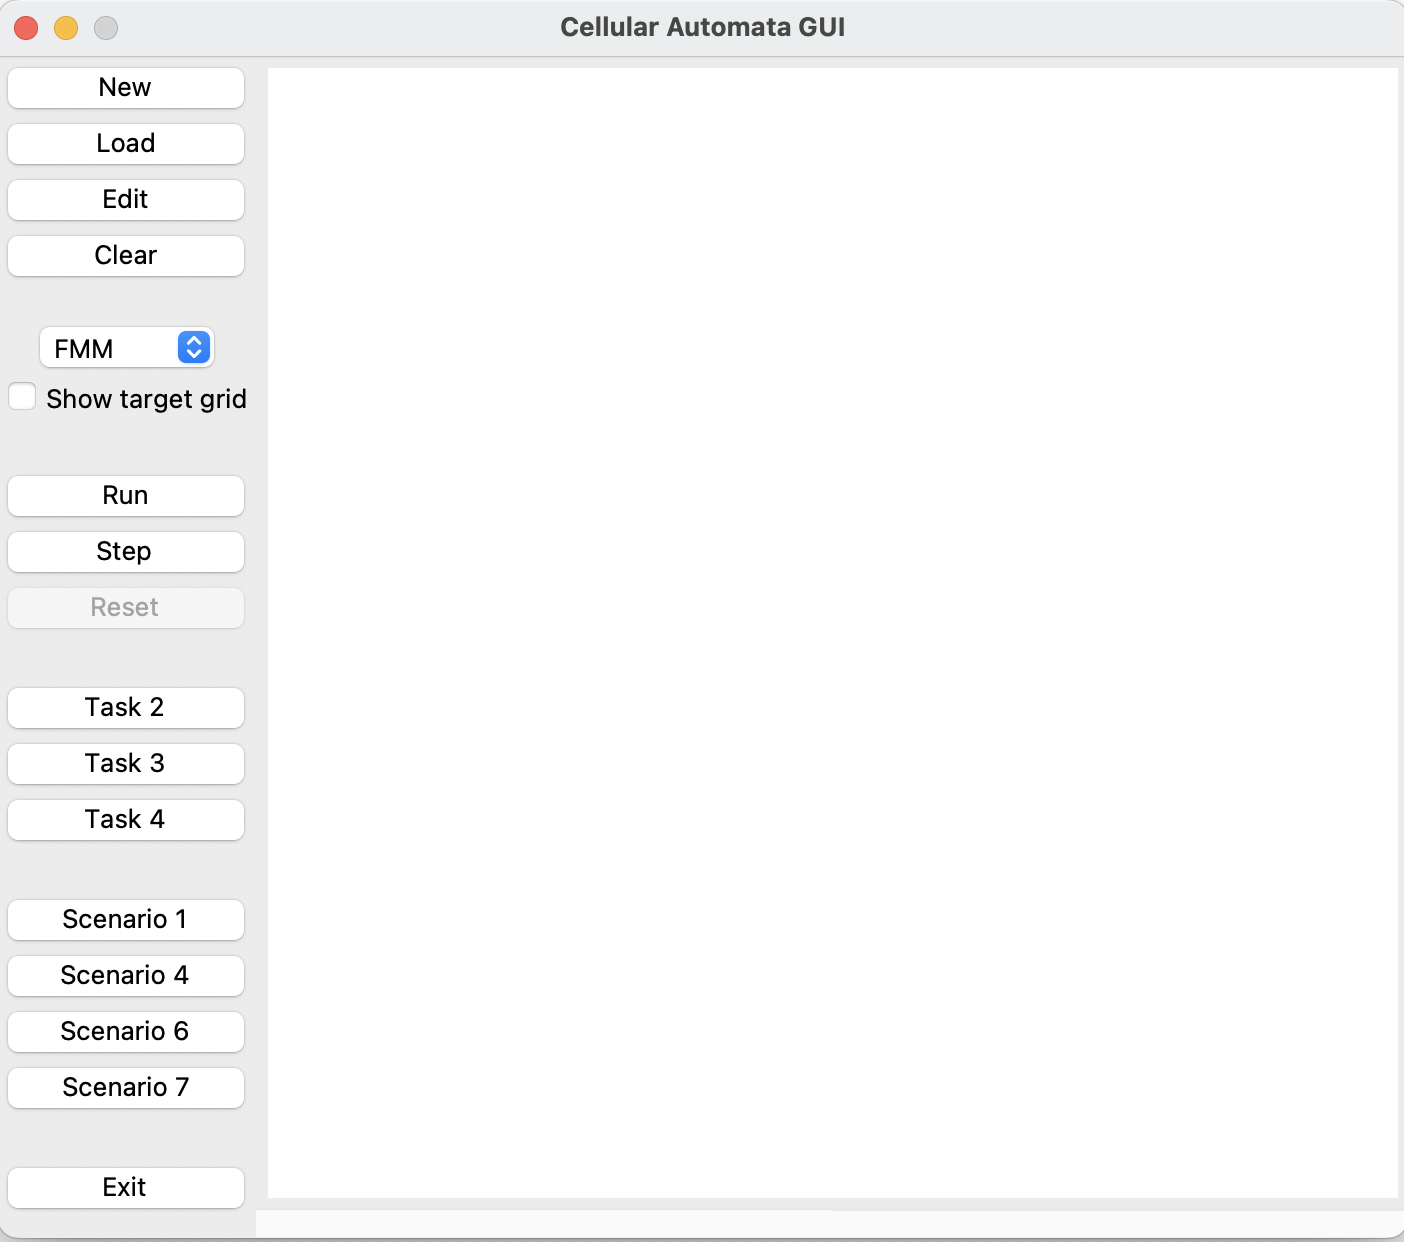 Cellular Automata GUI
New
Load
Edit
Clear
FMM
Show target grid
Run
Step
Reset
Task 2
Task 3
Task 4
Scenario 1
Scenario 4
Scenario 6
Scenario 7
Exit